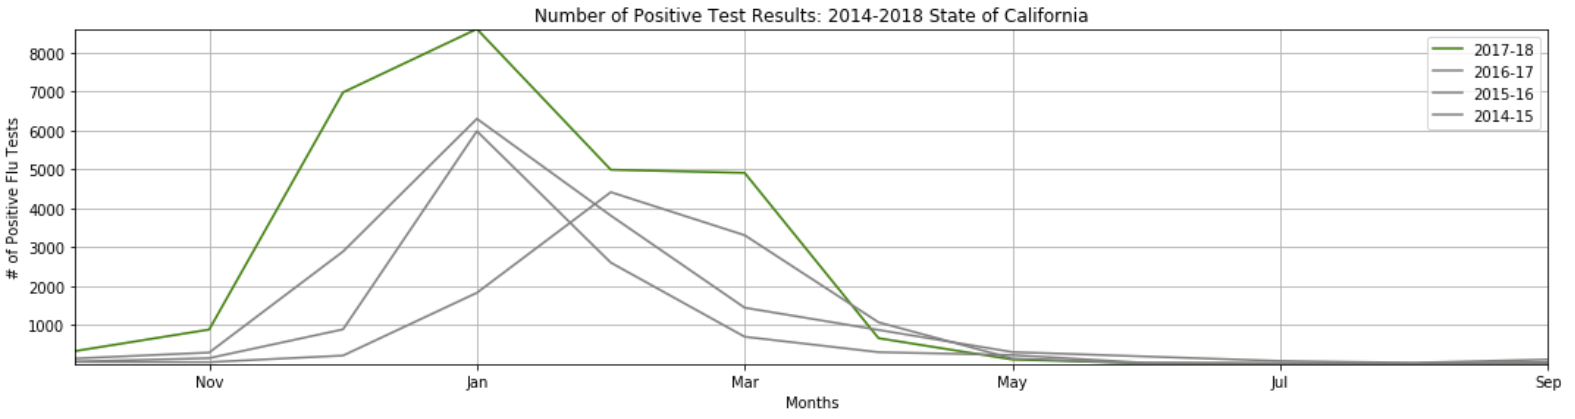 Number of Positive Test Results: 2014-2018 State of California
8000
7000
6000
5000
4000
3000
2000
1000
# of Positive Flu Tests
2017-18
2016-17
2015-16
2014-15
Nov
Jan
Mar
May
Jul
Sep
Months